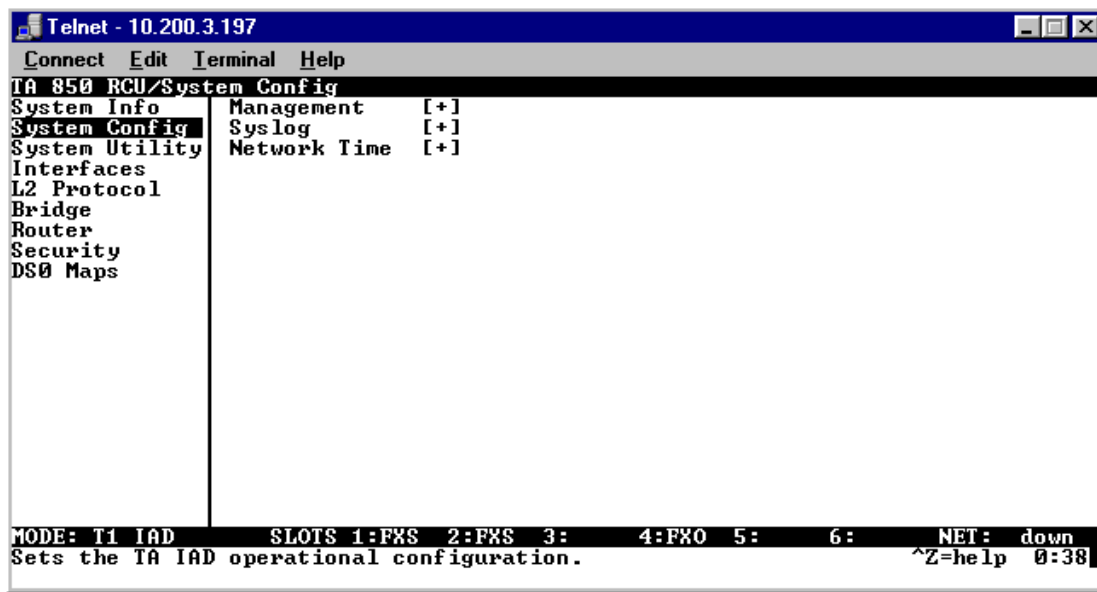 Telnet - 10.200.3.197
Connect Edit Terminal Help
TA 850 RCU/System Config
System Info Management [+]
System Config Syslog [+]
System Utility Network Time [+]
Interfaces
L2 Protocol
Bridge
Router
Security
DS0 Maps
MODE: T1 IAD SLOTS 1:FXS 2:FXS 3: 4:FXO 5: 6: NET: down
Sets the TA IAD operational configuration. ^Z=help 0:38